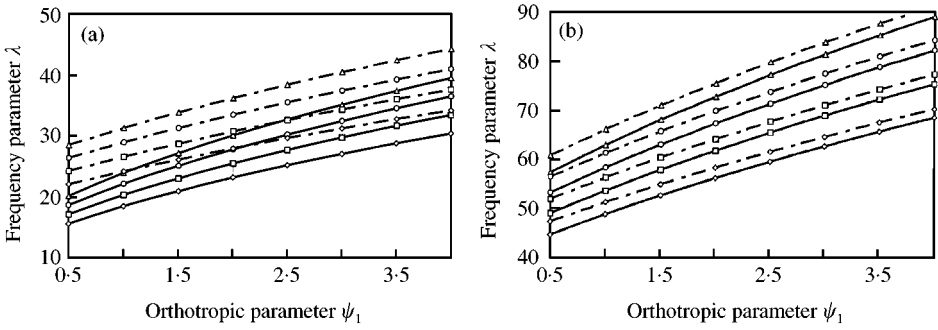 (a)
Frequency parameter λ
50
40
30
20
10
0·5 1·5 2·5 3·5
Orthotropic parameter ψ₁
(b)
Frequency parameter λ
90
80
70
60
50
40
0·5 1·5 2·5 3·5
Orthotropic parameter ψ₁